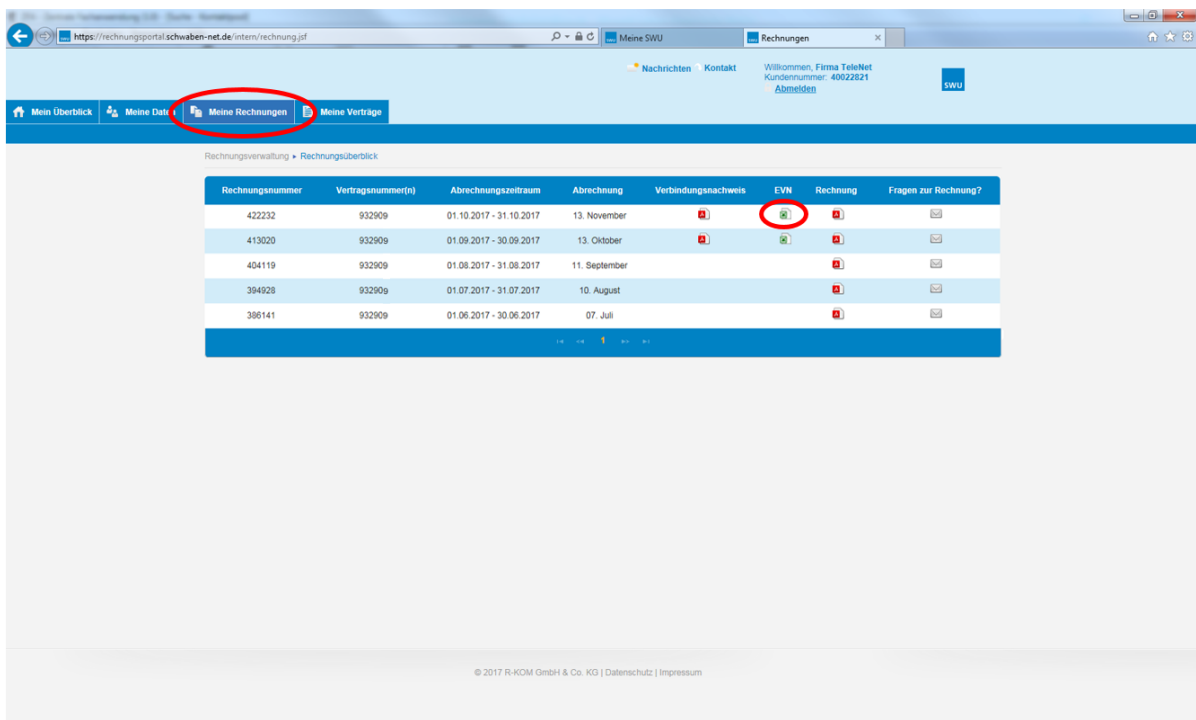 https://rechnungsportal.schwaben-net.de/intern/rechnung.jsf
Meine SWU
Rechnungen
Nachrichten Kontakt
Willkommen, Firma TeleNet
Kundennummer: 40022821
Abmelden
SWU
Mein Überblick Meine Daten Meine Rechnungen Meine Verträge
Rechnungsverwaltung ▸ Rechnungsüberblick
Rechnungsnummer Vertragsnummer(n) Abrechnungszeitraum Abrechnung Verbindungsnachweis EVN Rechnung Fragen zur Rechnung?
422232 932909 01.10.2017 - 31.10.2017 13. November
413020 932909 01.09.2017 - 30.09.2017 13. Oktober
404119 932909 01.08.2017 - 31.08.2017 11. September
394928 932909 01.07.2017 - 31.07.2017 10. August
386141 932909 01.06.2017 - 30.06.2017 07. Juli
1
© 2017 R-KOM GmbH & Co. KG | Datenschutz | Impressum